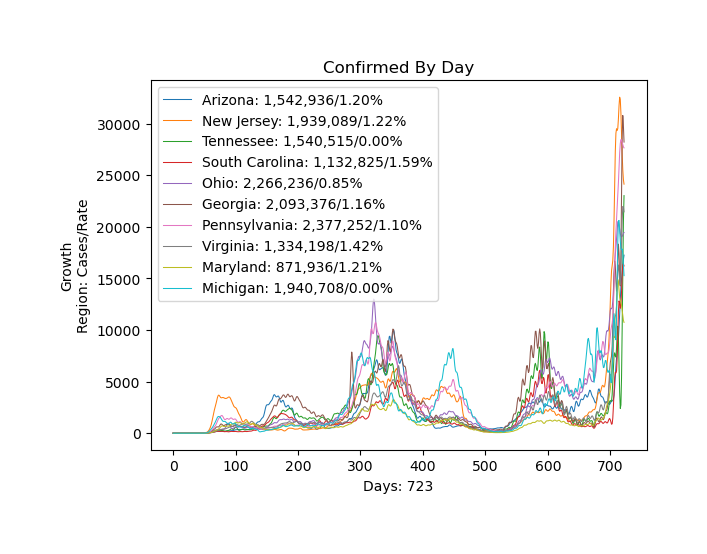 Confirmed By Day
Growth
Region: Cases/Rate
30000
25000
20000
15000
10000
5000
0
Arizona: 1,542,936/1.20%
New Jersey: 1,939,089/1.22%
Tennessee: 1,540,515/0.00%
South Carolina: 1,132,825/1.59%
Ohio: 2,266,236/0.85%
Georgia: 2,093,376/1.16%
Pennsylvania: 2,377,252/1.10%
Virginia: 1,334,198/1.42%
Maryland: 871,936/1.21%
Michigan: 1,940,708/0.00%
0 100 200 300 400 500 600 700
Days: 723